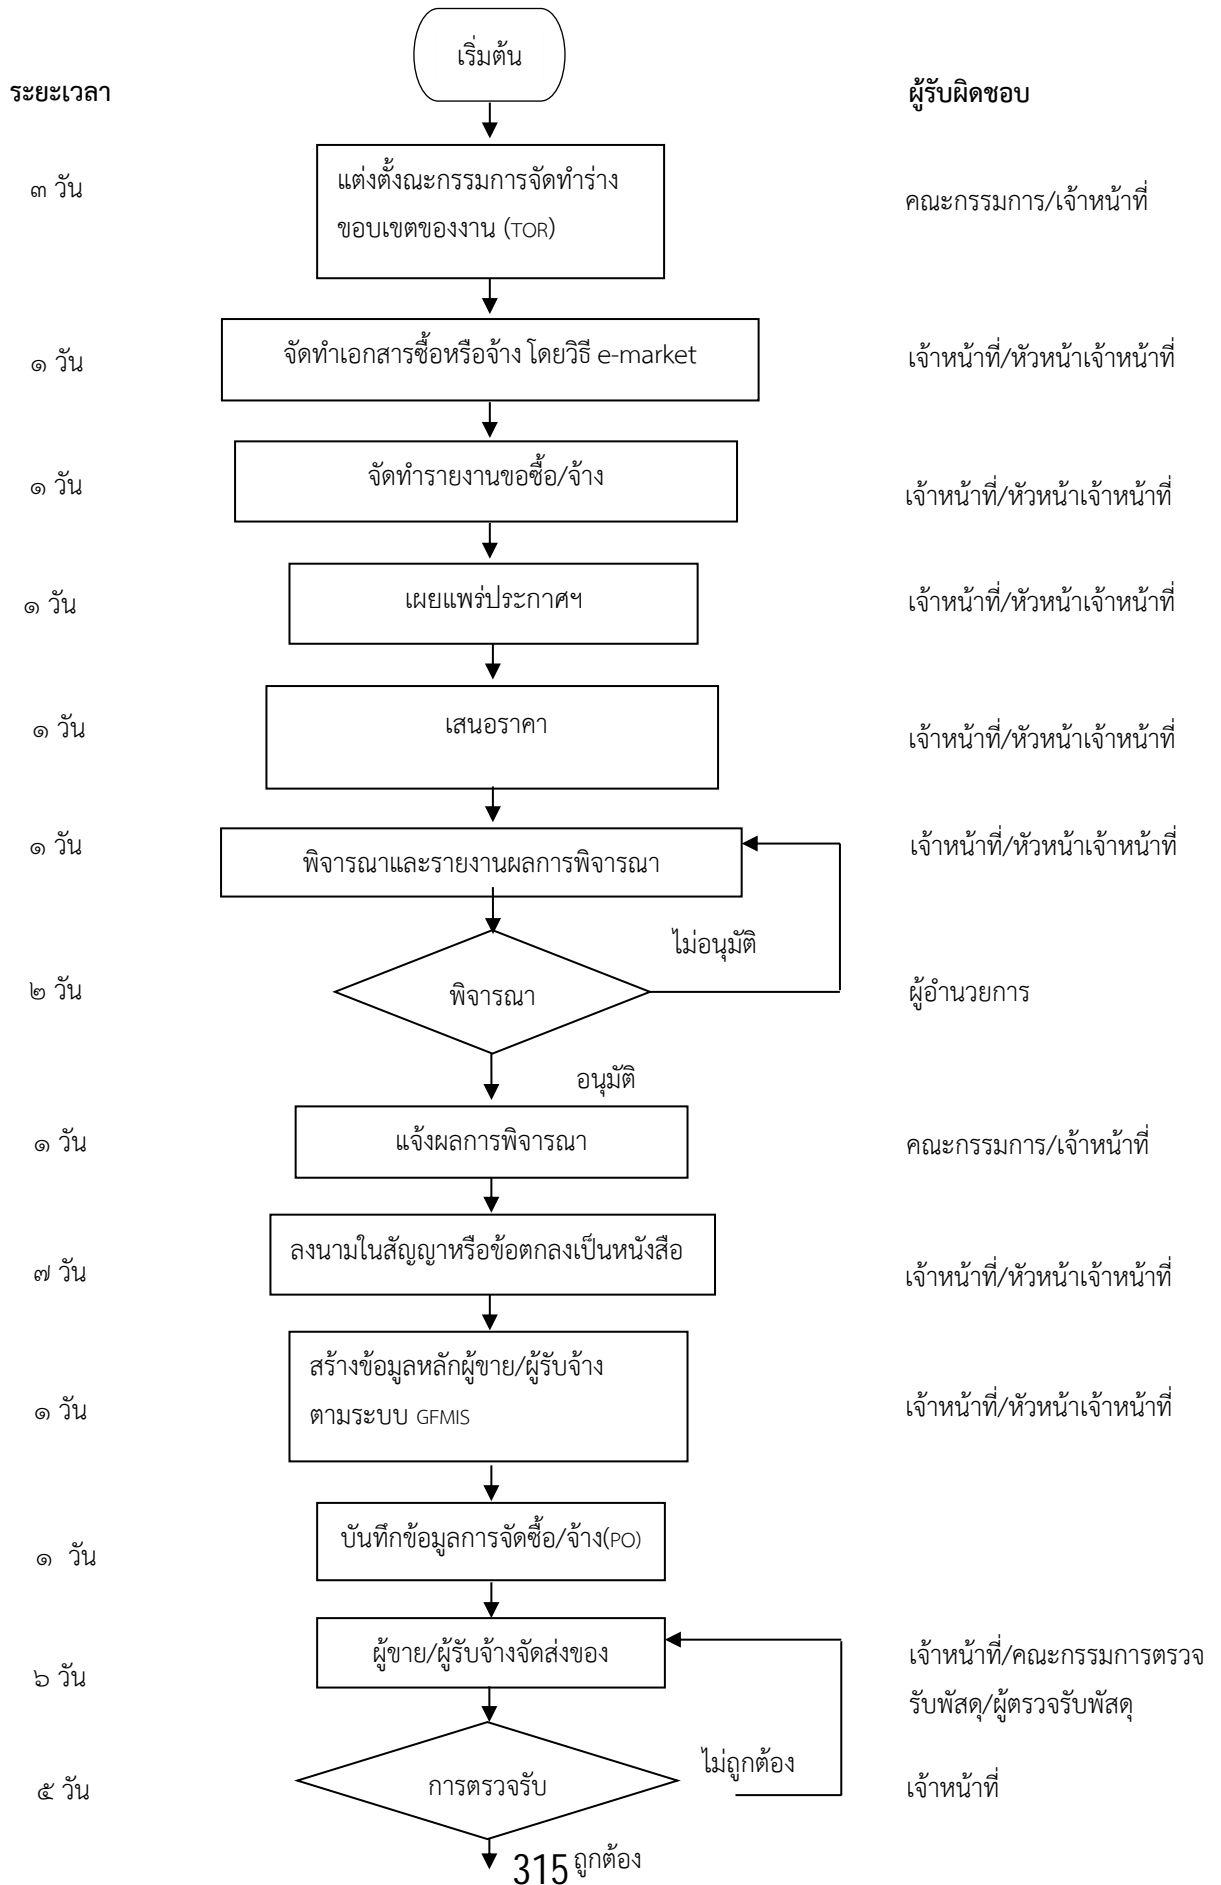 เริ่มต้น
ระยะเวลา
ผู้รับผิดชอบ
๓ วัน
แต่งตั้งณะกรรมการจัดทำร่าง
ขอบเขตของงาน (TOR)
คณะกรรมการ/เจ้าหน้าที่
๑ วัน
จัดทำเอกสารซื้อหรือจ้าง โดยวิธี e-market
เจ้าหน้าที่/หัวหน้าเจ้าหน้าที่
๑ วัน
จัดทำรายงานขอซื้อ/จ้าง
เจ้าหน้าที่/หัวหน้าเจ้าหน้าที่
๑ วัน
เผยแพร่ประกาศฯ
เจ้าหน้าที่/หัวหน้าเจ้าหน้าที่
๑ วัน
เสนอราคา
เจ้าหน้าที่/หัวหน้าเจ้าหน้าที่
๑ วัน
พิจารณาและรายงานผลการพิจารณา
เจ้าหน้าที่/หัวหน้าเจ้าหน้าที่
ไม่อนุมัติ
๒ วัน
พิจารณา
ผู้อำนวยการ
อนุมัติ
๑ วัน
แจ้งผลการพิจารณา
คณะกรรมการ/เจ้าหน้าที่
๗ วัน
ลงนามในสัญญาหรือข้อตกลงเป็นหนังสือ
เจ้าหน้าที่/หัวหน้าเจ้าหน้าที่
๑ วัน
สร้างข้อมูลหลักผู้ขาย/ผู้รับจ้าง
ตามระบบ GFMIS
เจ้าหน้าที่/หัวหน้าเจ้าหน้าที่
๑ วัน
บันทึกข้อมูลการจัดซื้อ/จ้าง(PO)
๖ วัน
ผู้ขาย/ผู้รับจ้างจัดส่งของ
เจ้าหน้าที่/คณะกรรมการตรวจ
รับพัสดุ/ผู้ตรวจรับพัสดุ
ไม่ถูกต้อง
๕ วัน
การตรวจรับ
เจ้าหน้าที่
315 ถูกต้อง